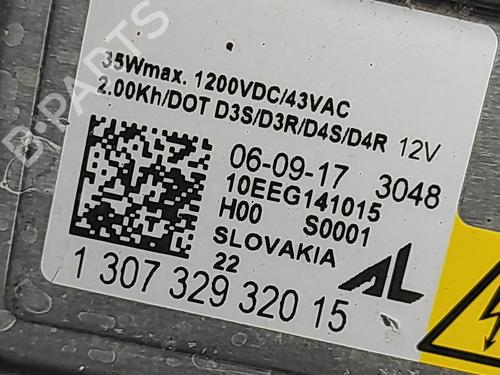 B-PARTS
35Wmax. 1200VDC/43VAC
2.00Kh/DOT D3S/D3R/D4S/D4R 12V
06-09-17 3048
10EEG141015
H00 S0001
SLOVAKIA
22
AL
1 307 329 320 15